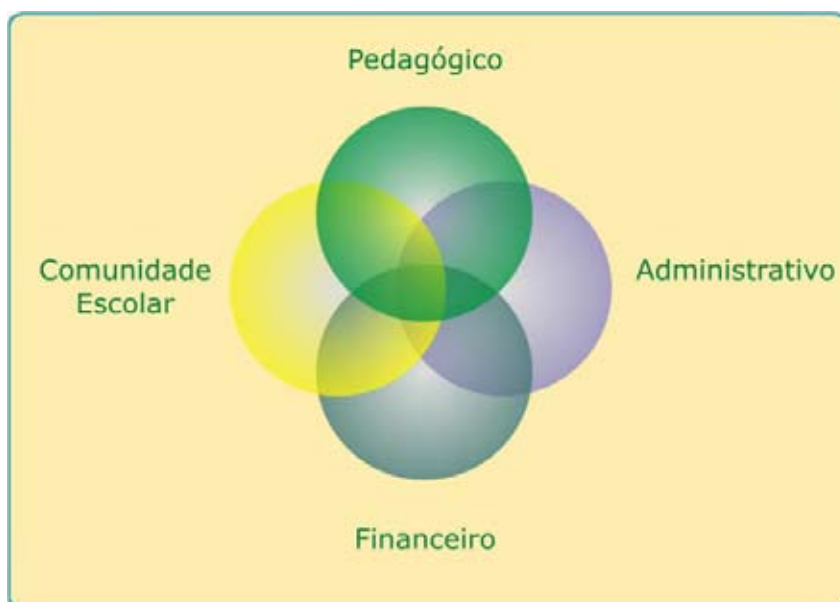 Pedagógico
Comunidade
Escolar
Administrativo
Financeiro